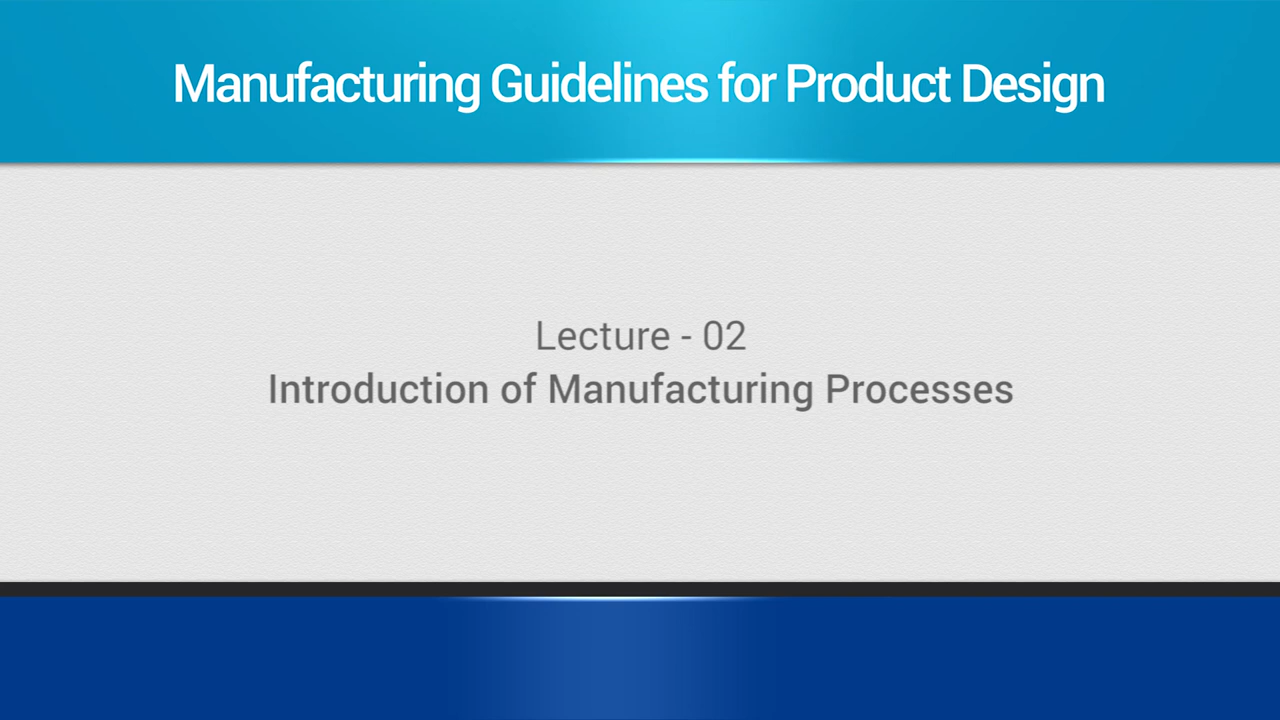 Manufacturing Guidelines for Product Design
Lecture - 02
Introduction of Manufacturing Processes